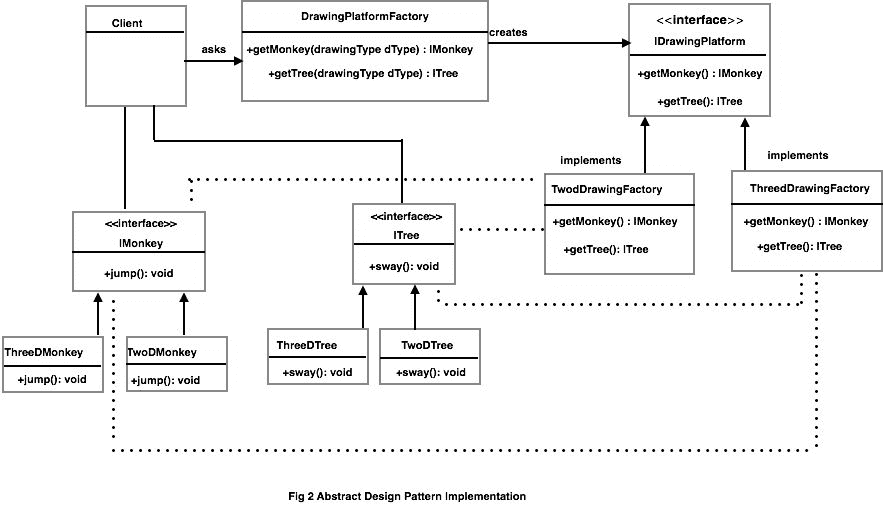 Client
asks
DrawingPlatformFactory
+getMonkey(drawingType dType) : IMonkey
+getTree(drawingType dType) : ITree
creates
<<interface>>
IDrawingPlatform
+getMonkey() : IMonkey
+getTree(): ITree
implements
implements
<<interface>>
IMonkey
+jump(): void
<<interface>>
ITree
+sway(): void
TwodDrawingFactory
+getMonkey() : IMonkey
+getTree(): ITree
ThreedDrawingFactory
+getMonkey() : IMonkey
+getTree(): ITree
ThreeDMonkey
+jump(): void
TwoDMonkey
+jump(): void
ThreeDTree
+sway(): void
TwoDTree
+sway(): void
Fig 2 Abstract Design Pattern Implementation